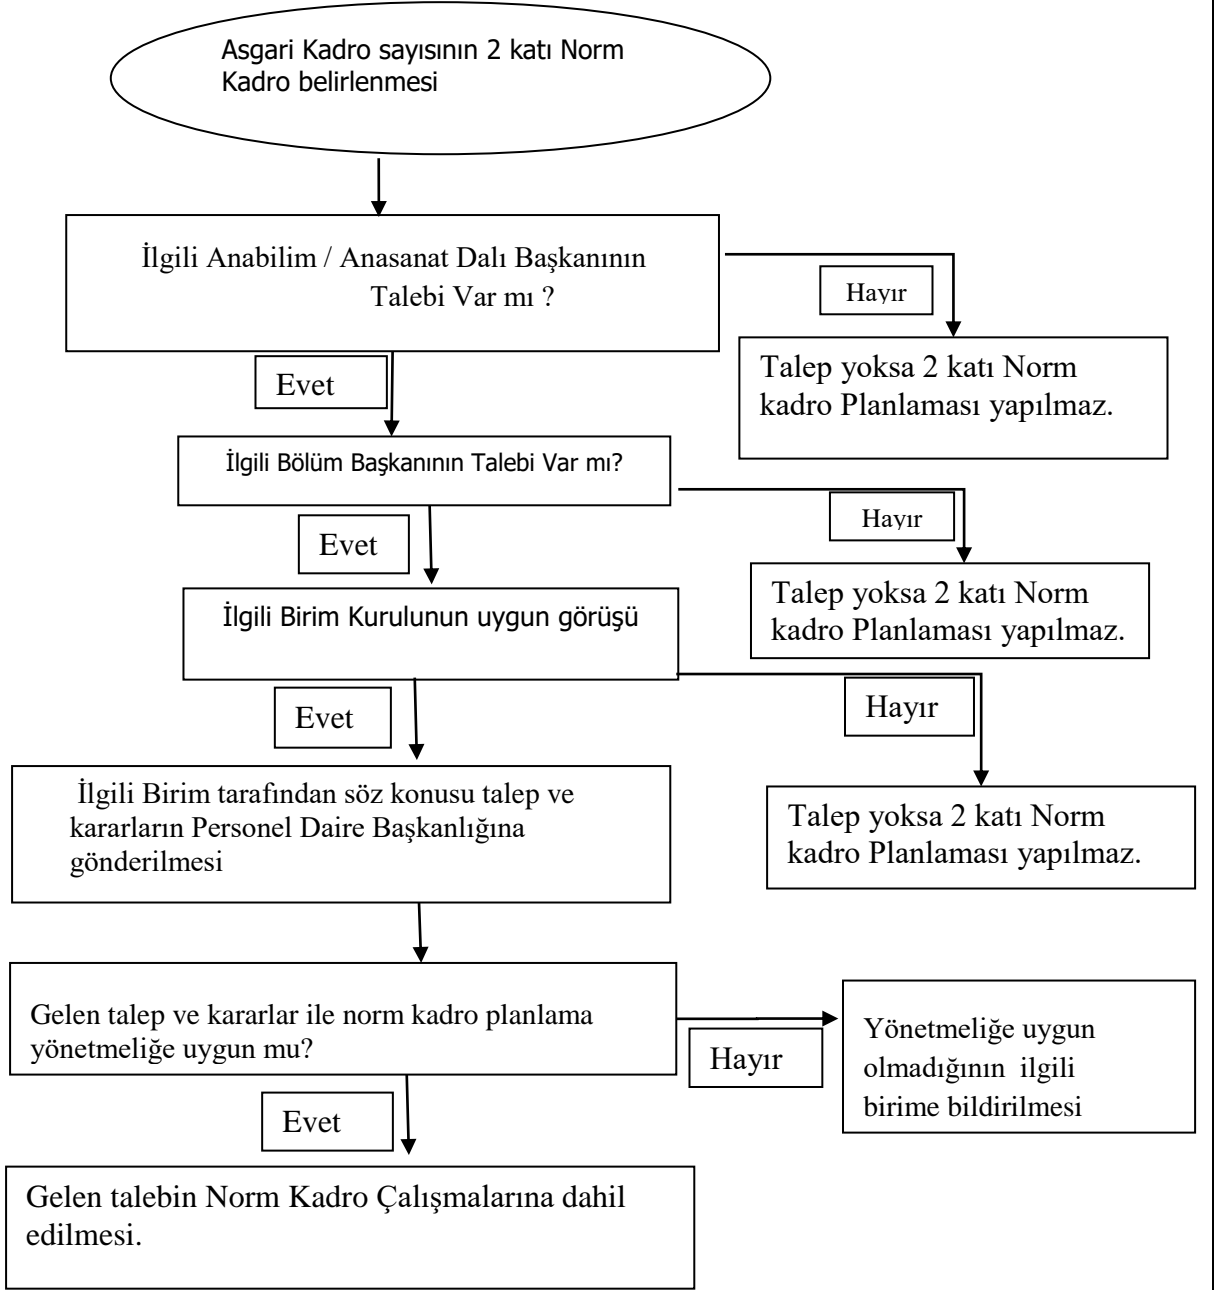 Asgari Kadro sayısının 2 katı Norm
Kadro belirlenmesi
İlgili Anabilim / Anasanat Dalı Başkanının
Talebi Var mı ?
Hayır
Talep yoksa 2 katı Norm
kadro Planlaması yapılmaz.
Evet
İlgili Bölüm Başkanının Talebi Var mı?
Hayır
Evet
Talep yoksa 2 katı Norm
kadro Planlaması yapılmaz.
İlgili Birim Kurulunun uygun görüşü
Hayır
Evet
İlgili Birim tarafından söz konusu talep ve
kararların Personel Daire Başkanlığına
gönderilmesi
Talep yoksa 2 katı Norm
kadro Planlaması yapılmaz.
Gelen talep ve kararlar ile norm kadro planlama
yönetmeliğe uygun mu?
Hayır
Yönetmeliğe uygun
olmadığının ilgili
birime bildirilmesi
Evet
Gelen talebin Norm Kadro Çalışmalarına dahil
edilmesi.